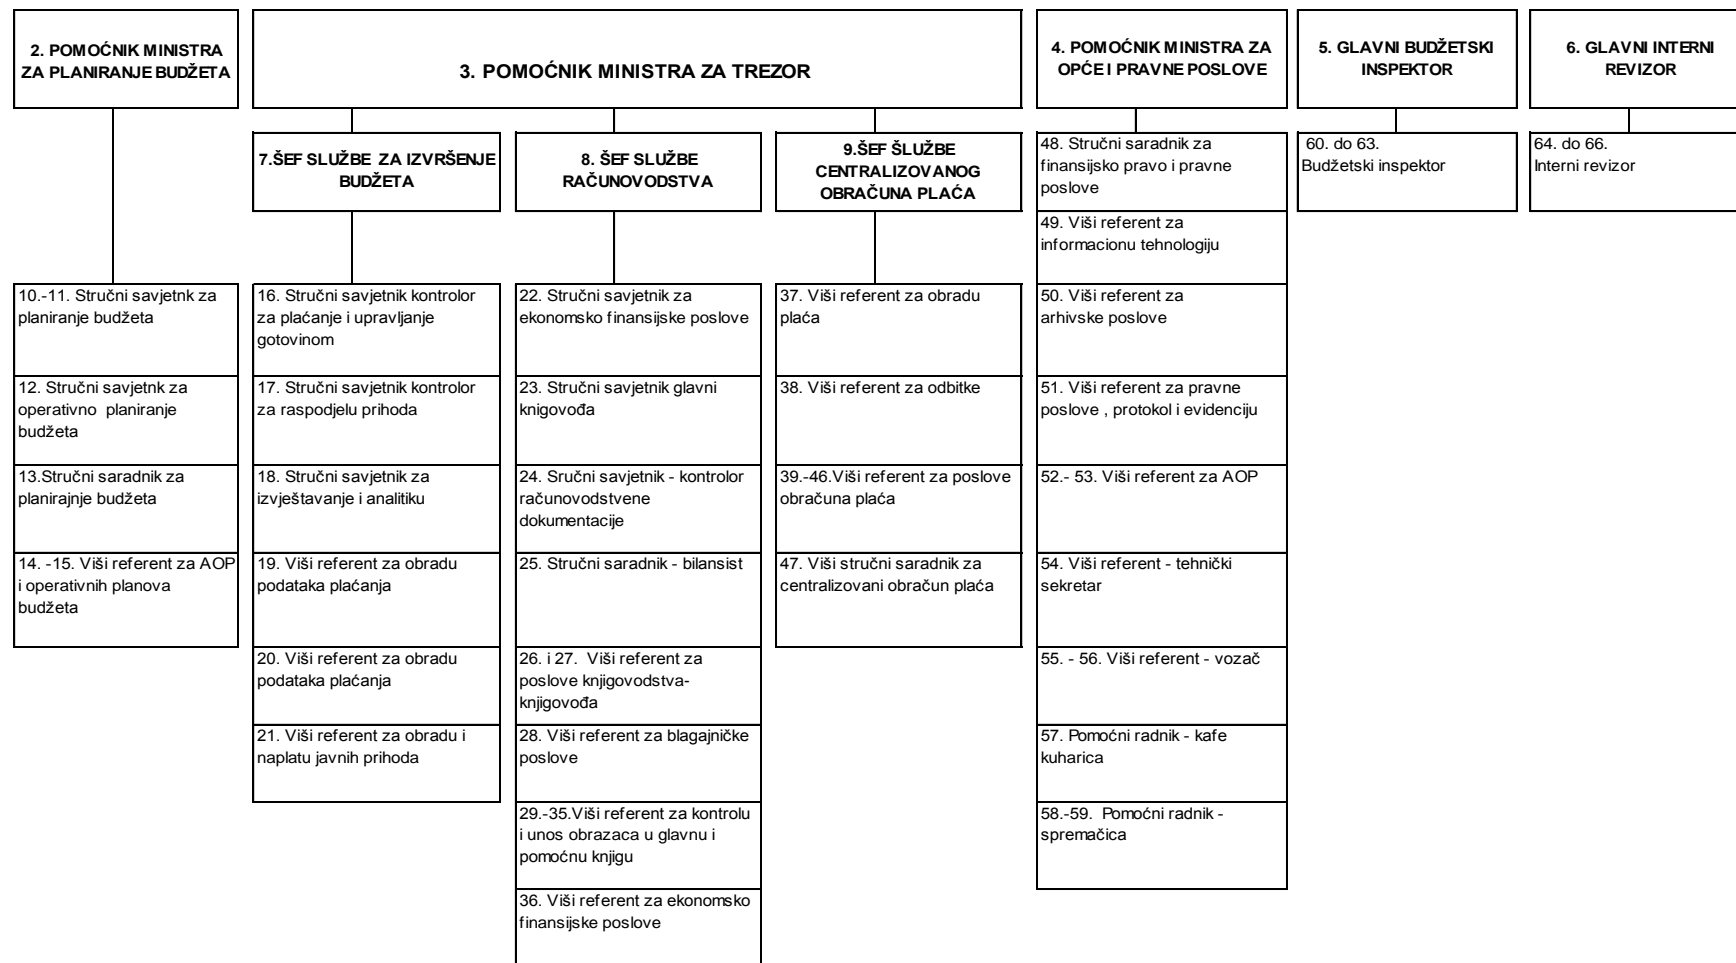 2. POMOĆNIK MINISTRA
ZA PLANIRANJE BUDŽETA
3. POMOĆNIK MINISTRA ZA TREZOR
4. POMOĆNIK MINISTRA ZA
OPĆE I PRAVNE POSLOVE
5. GLAVNI BUDŽETSKI
INSPEKTOR
6. GLAVNI INTERNI
REVIZOR
7.ŠEF SLUŽBE ZA IZVRŠENJE
BUDŽETA
8. ŠEF SLUŽBE
RAČUNOVODSTVA
9.ŠEF ŠLUŽBE
CENTRALIZOVANOG
OBRAČUNA PLAĆA
10.-11. Stručni savjetnk za
planiranje budžeta
12. Stručni savjetnk za
operativno planiranje
budžeta
13.Stručni saradnik za
planirajnje budžeta
14. -15. Viši referent za AOP
i operativnih planova
budžeta
16. Stručni savjetnik kontrolor
za plaćanje i upravljanje
gotovinom
17. Stručni savjetnik kontrolor
za raspodjelu prihoda
18. Stručni savjetnik za
izvještavanje i analitiku
19. Viši referent za obradu
podataka plaćanja
20. Viši referent za obradu
podataka plaćanja
21. Viši referent za obradu i
naplatu javnih prihoda
22. Stručni savjetnik za
ekonomsko finansijske poslove
23. Stručni savjetnik glavni
knigovođa
24. Sručni savjetnik - kontrolor
računovodstvene
dokumentacije
25. Stručni saradnik - bilansist
26. i 27. Viši referent za
poslove knjigovodstva-
knjigovođa
28. Viši referent za blagajničke
poslove
29.-35.Viši referent za kontrolu
i unos obrazaca u glavnu i
pomoćnu knjigu
36. Viši referent za ekonomsko
finansijske poslove
37. Viši referent za obradu
plaća
38. Viši referent za odbitke
39.-46.Viši referent za poslove
obračuna plaća
47. Viši stručni saradnik za
centralizovani obračun plaća
48. Stručni saradnik za
finansijsko pravo i pravne
poslove
49. Viši referent za
informacionu tehnologiju
50. Viši referent za
arhivske poslove
51. Viši referent za pravne
poslove , protokol i evidenciju
52.- 53. Viši referent za AOP
54. Viši referent - tehnički
sekretar
55. - 56. Viši referent - vozač
57. Pomoćni radnik - kafe
kuharica
58.-59. Pomoćni radnik -
spremačica
60. do 63.
Budžetski inspektor
64. do 66.
Interni revizor